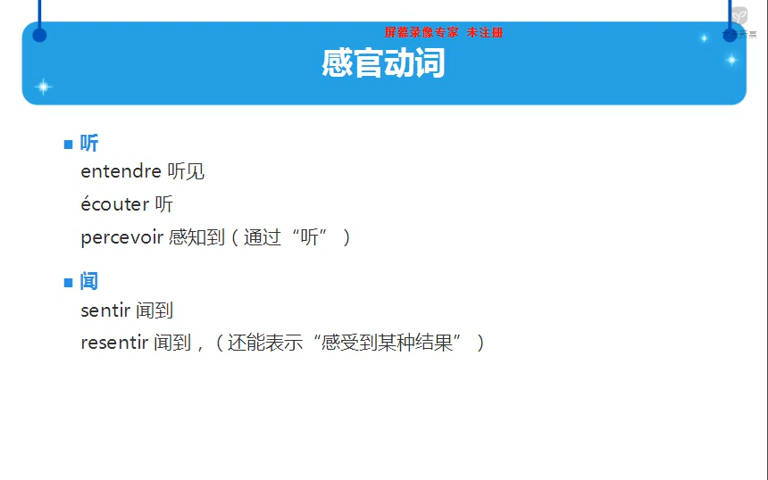 屏幕录像专家 未注册
感官动词
■ 听
entendre 听见
écouter 听
percevoir 感知到（通过“听”）
■ 闻
sentir 闻到
resentir 闻到，（还能表示“感受到某种结果”）